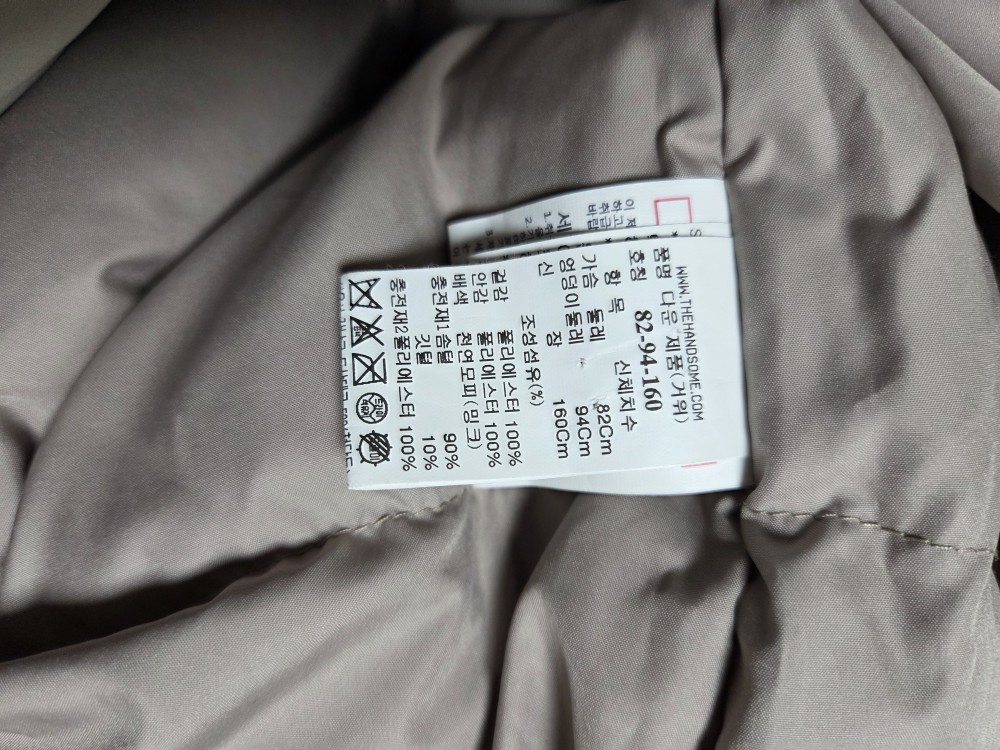 WWW.THEHANDSOME.COM
품명 다운 제품(거위)
호칭 82-94-160
항 목 신체치수
가슴 둘레 82Cm
엉덩이둘레 94Cm
신 장 160Cm
조성섬유(%)
겉감 폴리에스터 100%
안감 폴리에스터 100%
배색 천연모피(밍크)
충전재1솜털 90%
깃털 10%
충전재2폴리에스터 100%